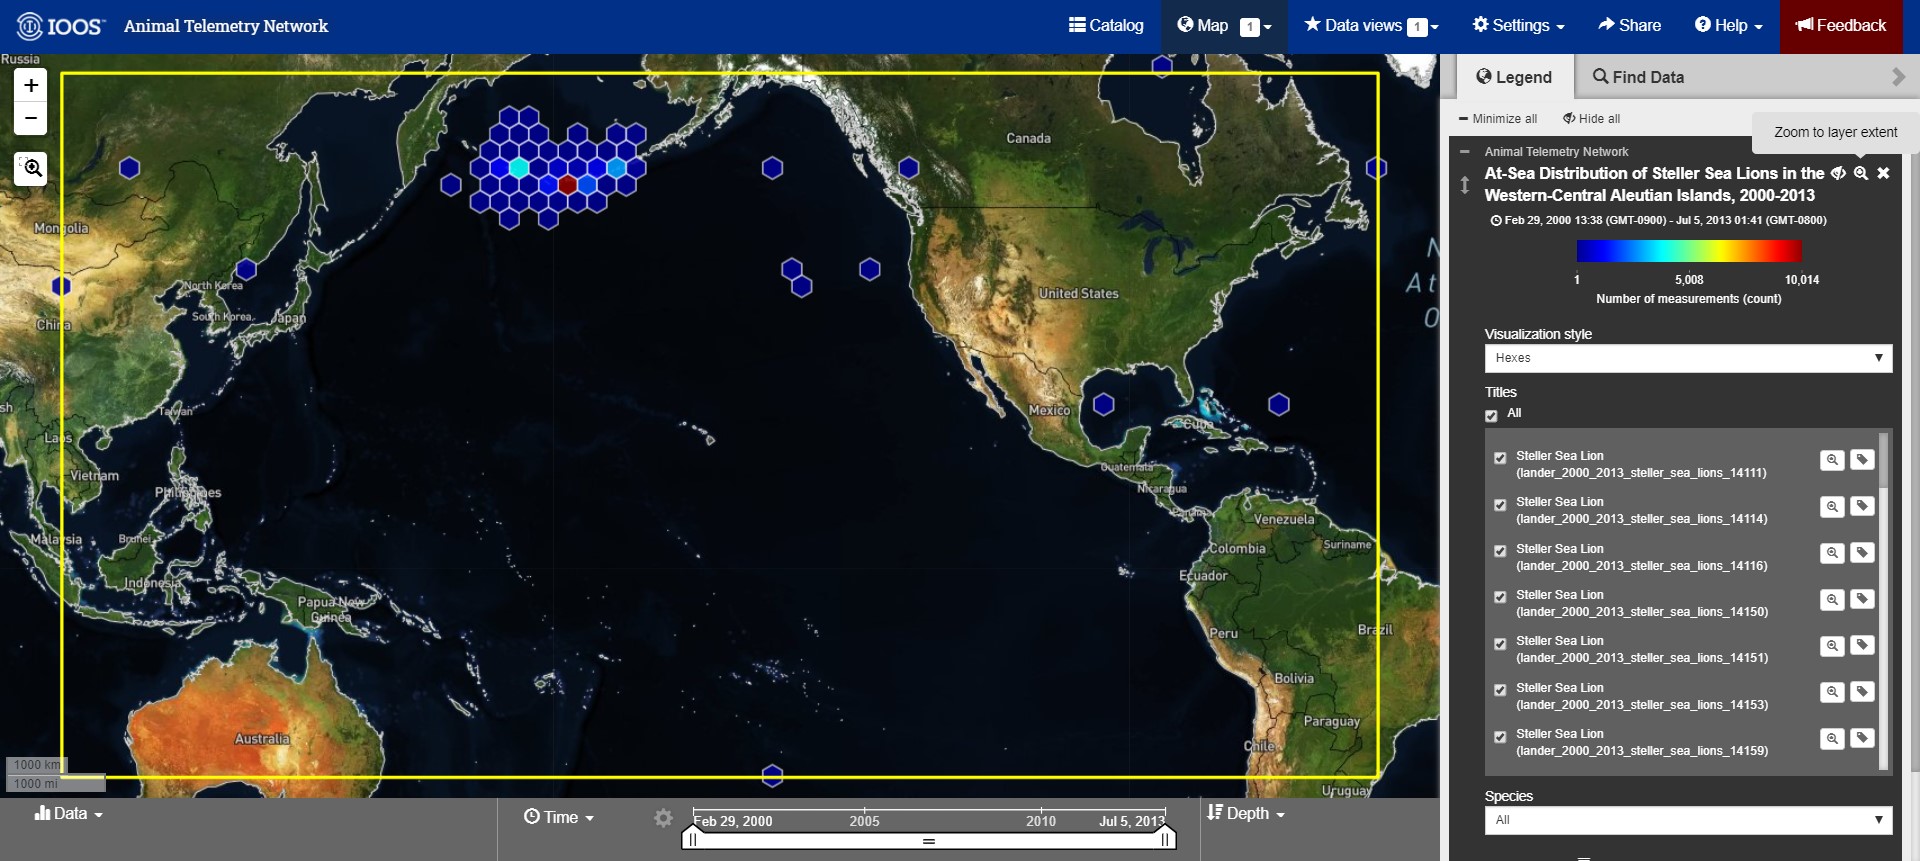 IOOS Animal Telemetry Network
Catalog
Map 1
Data views 1
Settings
Share
Help
Feedback
Russia
+
−
Canada
Mongolia
North Korea
South Korea
Japan
China
United States
Taiwan
Laos
Vietnam
Philippines
Malaysia
Brunei
Indonesia
Papua New
Guinea
Australia
Mexico
Cuba
Guatemala
Nicaragua
Panama
Venezuela
Colombia
Suriname
Ecuador
Peru
Brazil
Bolivia
Paraguay
Chile
Uruguay
N
At
O
sh
1000 km
1000 mi
Legend
Find Data
Minimize all
Hide all
Zoom to layer extent
Animal Telemetry Network
At-Sea Distribution of Steller Sea Lions in the
Western-Central Aleutian Islands, 2000-2013
Feb 29, 2000 13:38 (GMT-0900) - Jul 5, 2013 01:41 (GMT-0800)
1 5,008 10,014
Number of measurements (count)
Visualization style
Hexes
Titles
All
Steller Sea Lion
(lander_2000_2013_steller_sea_lions_14111)
Steller Sea Lion
(lander_2000_2013_steller_sea_lions_14114)
Steller Sea Lion
(lander_2000_2013_steller_sea_lions_14116)
Steller Sea Lion
(lander_2000_2013_steller_sea_lions_14150)
Steller Sea Lion
(lander_2000_2013_steller_sea_lions_14151)
Steller Sea Lion
(lander_2000_2013_steller_sea_lions_14153)
Steller Sea Lion
(lander_2000_2013_steller_sea_lions_14159)
Species
All
Data
Time
Feb 29, 2000 2005 2010 Jul 5, 2013
Depth